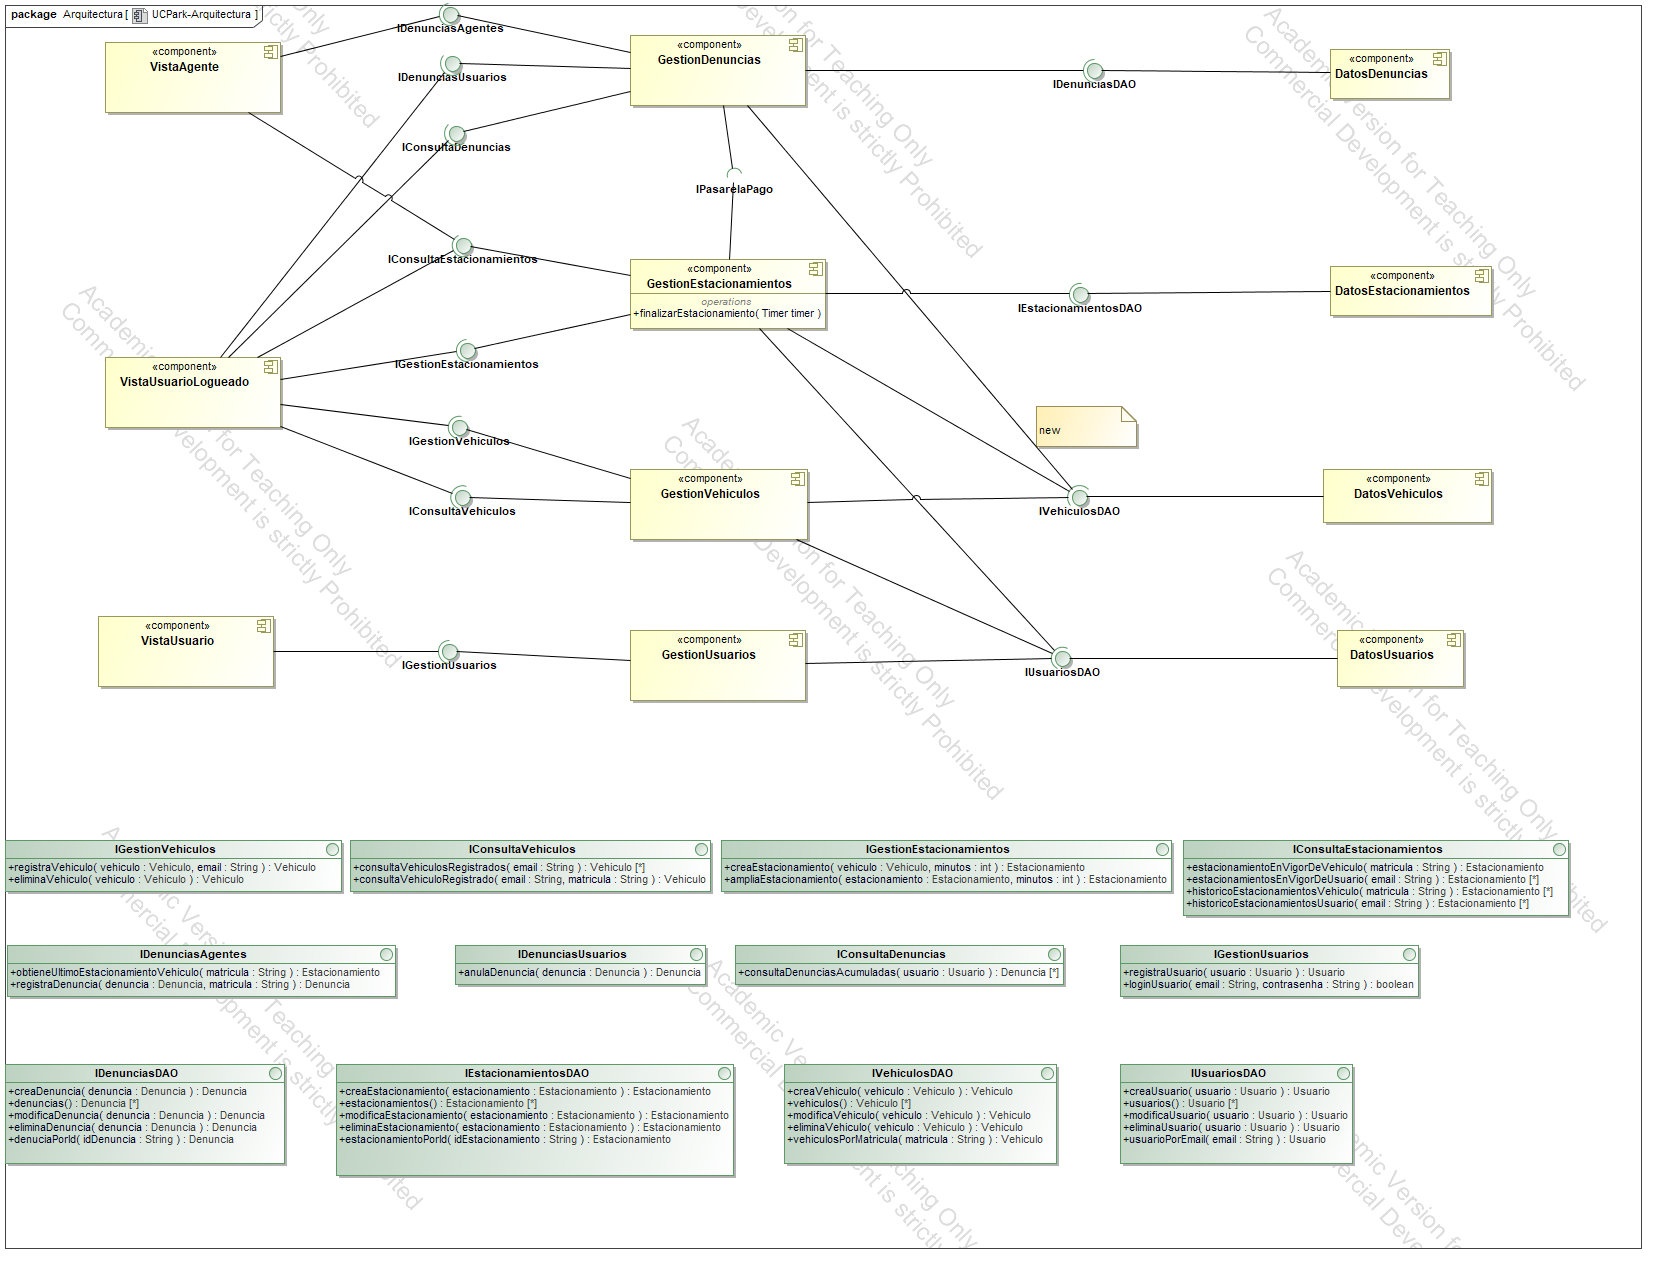 package Arquitectura [ UCPark-Arquitectura ]
IDenunciasAgentes
«component»
VistaAgente
IDenunciasUsuarios
«component»
GestionDenuncias
IDenunciasDAO
«component»
DatosDenuncias
IConsultaDenuncias
IPasarelaPago
IConsultaEstacionamientos
«component»
GestionEstacionamientos
operations
+finalizarEstacionamiento( Timer timer )
IEstacionamientosDAO
«component»
DatosEstacionamientos
«component»
VistaUsuarioLogueado
IGestionEstacionamientos
new
IGestionVehiculos
«component»
GestionVehiculos
IConsultaVehiculos
IVehiculosDAO
«component»
DatosVehiculos
«component»
VistaUsuario
IGestionUsuarios
«component»
GestionUsuarios
IUsuariosDAO
«component»
DatosUsuarios
IGestionVehiculos
+registraVehiculo( vehiculo : Vehiculo, email : String ) : Vehiculo
+eliminaVehiculo( vehiculo : Vehiculo ) : Vehiculo
IConsultaVehiculos
+consultaVehiculosRegistrados( email : String ) : Vehiculo [*]
+consultaVehiculoRegistrado( email : String, matricula : String ) : Vehiculo
IGestionEstacionamientos
+creaEstacionamiento( vehiculo : Vehiculo, minutos : int ) : Estacionamiento
+ampliaEstacionamiento( estacionamiento : Estacionamiento, minutos : int ) : Estacionamiento
IConsultaEstacionamientos
+estacionamientoEnVigorDeVehiculo( matricula : String ) : Estacionamiento
+estacionamientosEnVigorDeUsuario( email : String ) : Estacionamiento [*]
+historicoEstacionamientosVehiculo( matricula : String ) : Estacionamiento [*]
+historicoEstacionamientosUsuario( email : String ) : Estacionamiento [*]
IDenunciasAgentes
+obtieneUltimoEstacionamientoVehiculo( matricula : String ) : Estacionamiento
+registraDenuncia( denuncia : Denuncia, matricula : String ) : Denuncia
IDenunciasUsuarios
+anulaDenuncia( denuncia : Denuncia ) : Denuncia
IConsultaDenuncias
+consultaDenunciasAcumuladas( usuario : Usuario ) : Denuncia [*]
IGestionUsuarios
+registraUsuario( usuario : Usuario ) : Usuario
+loginUsuario( email : String, contrasenha : String ) : boolean
IDenunciasDAO
+creaDenuncia( denuncia : Denuncia ) : Denuncia
+denuncias() : Denuncia [*]
+modificaDenuncia( denuncia : Denuncia ) : Denuncia
+eliminaDenuncia( denuncia : Denuncia ) : Denuncia
+denuciaPorId( idDenuncia : String ) : Denuncia
IEstacionamientosDAO
+creaEstacionamiento( estacionamiento : Estacionamiento ) : Estacionamiento
+estacionamientos() : Estacionamiento [*]
+modificaEstacionamiento( estacionamiento : Estacionamiento ) : Estacionamiento
+eliminaEstacionamiento( estacionamiento : Estacionamiento ) : Estacionamiento
+estacionamientoPorId( idEstacionamiento : String ) : Estacionamiento
IVehiculosDAO
+creaVehiculo( vehiculo : Vehiculo ) : Vehiculo
+vehiculos() : Vehiculo [*]
+modificaVehiculo( vehiculo : Vehiculo ) : Vehiculo
+eliminaVehiculo( vehiculo : Vehiculo ) : Vehiculo
+vehiculosPorMatricula( matricula : String ) : Vehiculo
IUsuariosDAO
+creaUsuario( usuario : Usuario ) : Usuario
+usuarios() : Usuario [*]
+modificaUsuario( usuario : Usuario ) : Usuario
+eliminaUsuario( usuario : Usuario ) : Usuario
+usuarioPorEmail( email : String ) : Usuario
Academic Version for Teaching Only
Commercial Development is strictly Prohibited